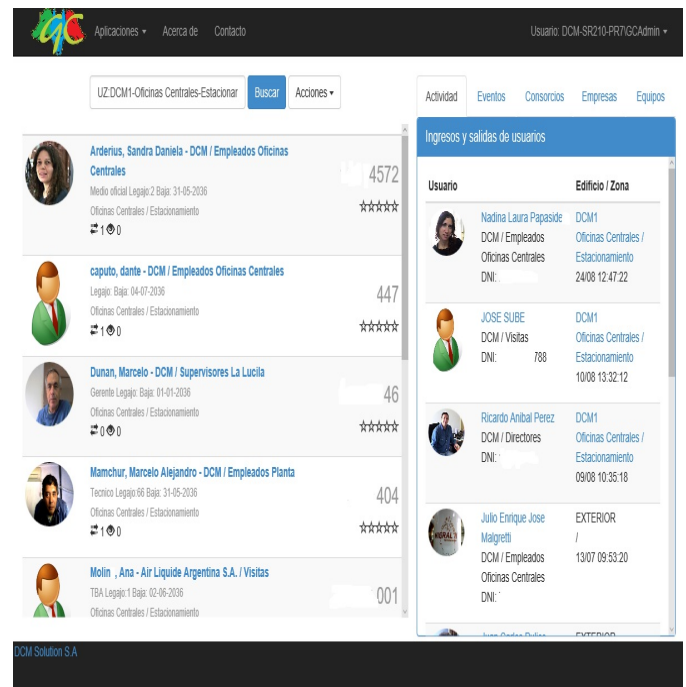 GC Aplicaciones Acerca de Contacto Usuario: DCM-SR210-PR7\GCAdmin
UZ:DCM1-Oficinas Centrales-Estacionar Buscar Acciones
Arderius, Sandra Daniela - DCM / Empleados Oficinas
Centrales
Medio oficial Legajo:2 Baja: 31-05-2036
Oficinas Centrales / Estacionamiento
1 0
4572
caputo, dante - DCM / Empleados Oficinas Centrales
Legajo: Baja: 04-07-2036
Oficinas Centrales / Estacionamiento
1 0
447
Dunan, Marcelo - DCM / Supervisores La Lucila
Gerente Legajo: Baja: 01-01-2036
Oficinas Centrales / Estacionamiento
0 0
46
Mamchur, Marcelo Alejandro - DCM / Empleados Planta
Tecnico Legajo:66 Baja: 31-05-2036
Oficinas Centrales / Estacionamiento
1 0
404
Molin , Ana - Air Liquide Argentina S.A. / Visitas
TBA Legajo:1 Baja: 02-06-2036
Oficinas Centrales / Estacionamiento
001
Actividad Eventos Consorcios Empresas Equipos
Ingresos y salidas de usuarios
Usuario Edificio / Zona
Nadina Laura Papaside
DCM / Empleados
Oficinas Centrales
DNI:
DCM1
Oficinas Centrales /
Estacionamiento
24/08 12:47:22
JOSE SUBE
DCM / Visitas
DNI: 788
DCM1
Oficinas Centrales /
Estacionamiento
10/08 13:32:12
Ricardo Anibal Perez
DCM / Directores
DNI:
DCM1
Oficinas Centrales /
Estacionamiento
09/08 10:35:18
Julio Enrique Jose
Malgretti
DCM / Empleados
Oficinas Centrales
DNI:
EXTERIOR
/
13/07 09:53:20
EXTERIOR
DCM Solution S.A